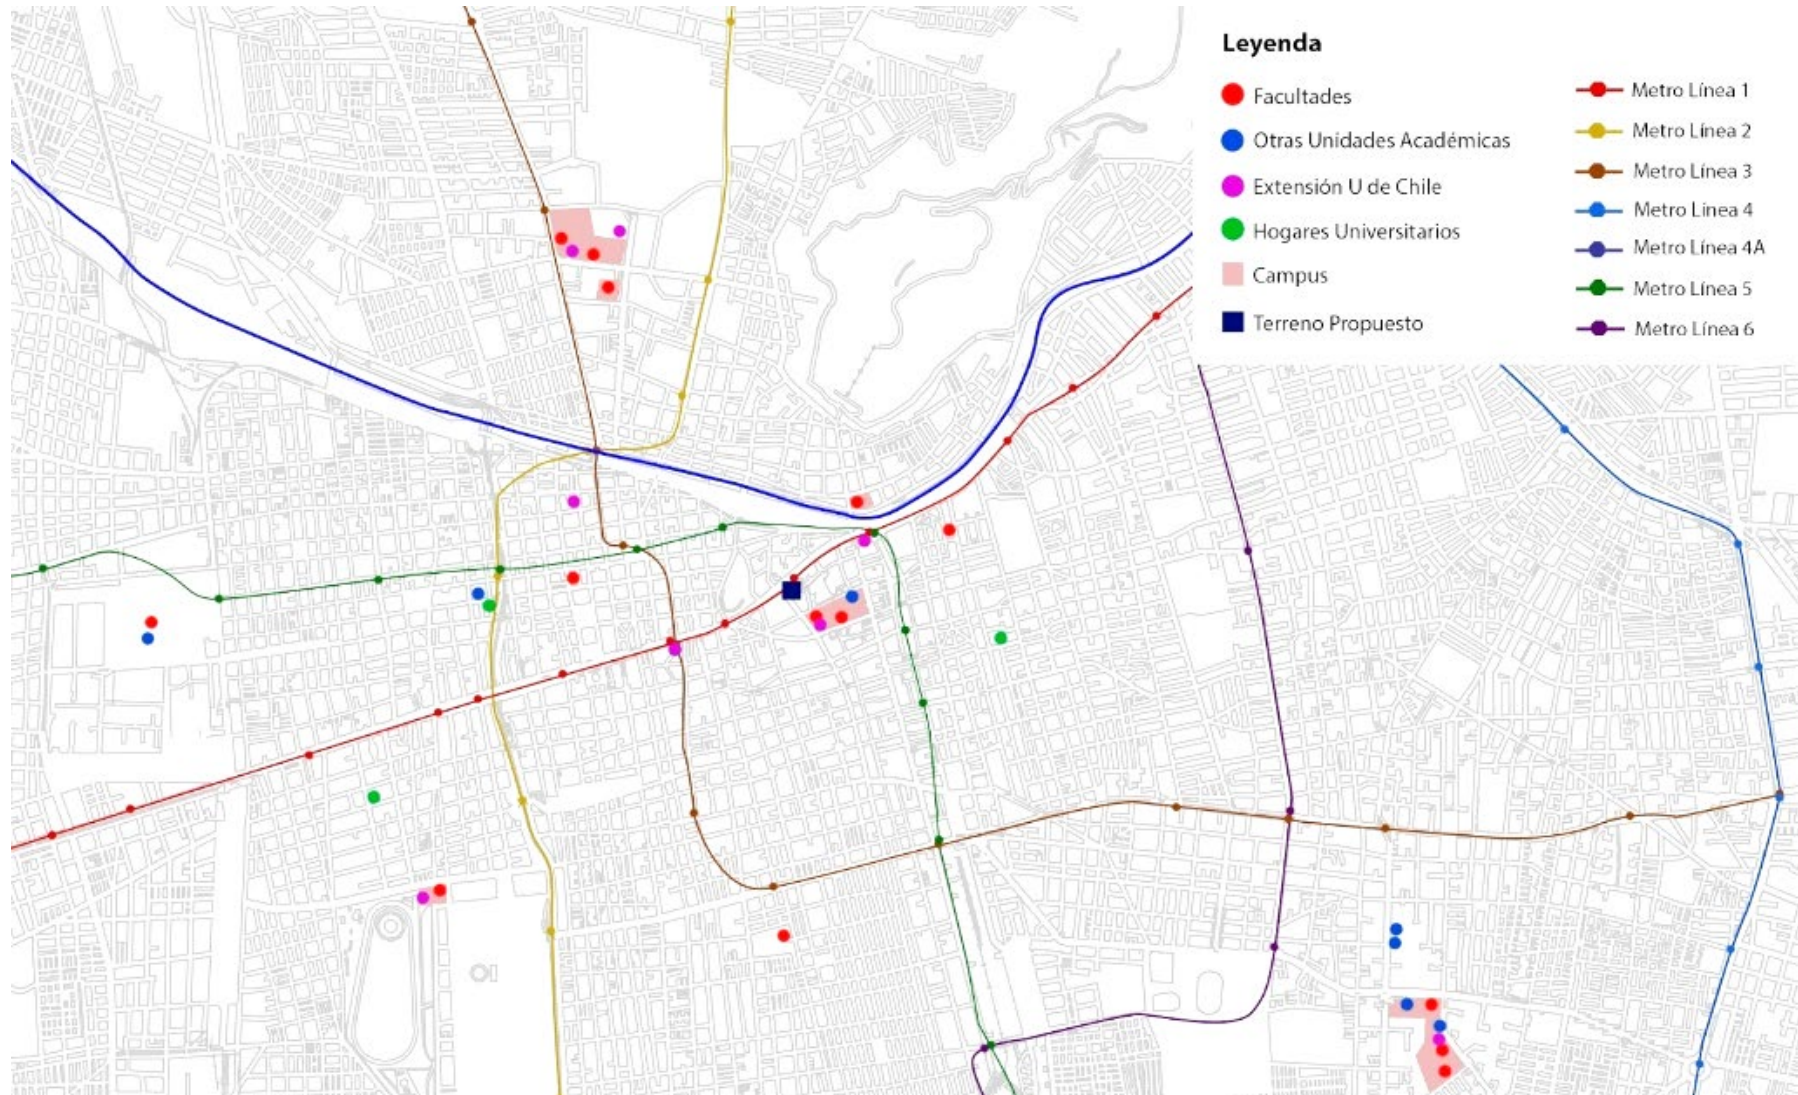 Leyenda
Facultades
Otras Unidades Académicas
Extensión U de Chile
Hogares Universitarios
Campus
Terreno Propuesto
Metro Línea 1
Metro Línea 2
Metro Línea 3
Metro Línea 4
Metro Línea 4A
Metro Línea 5
Metro Línea 6